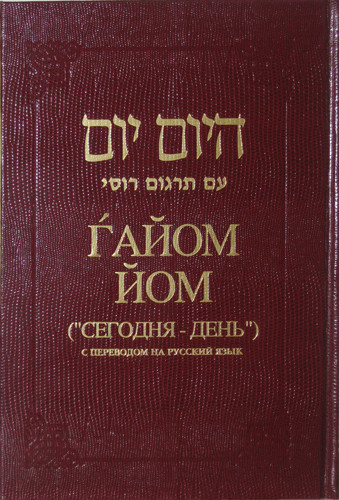 היום יום
עם תרגום רוסי
ЃАЙОМ
ЙОМ
("СЕГОДНЯ - ДЕНЬ")
С ПЕРЕВОДОМ НА РУССКИЙ ЯЗЫК